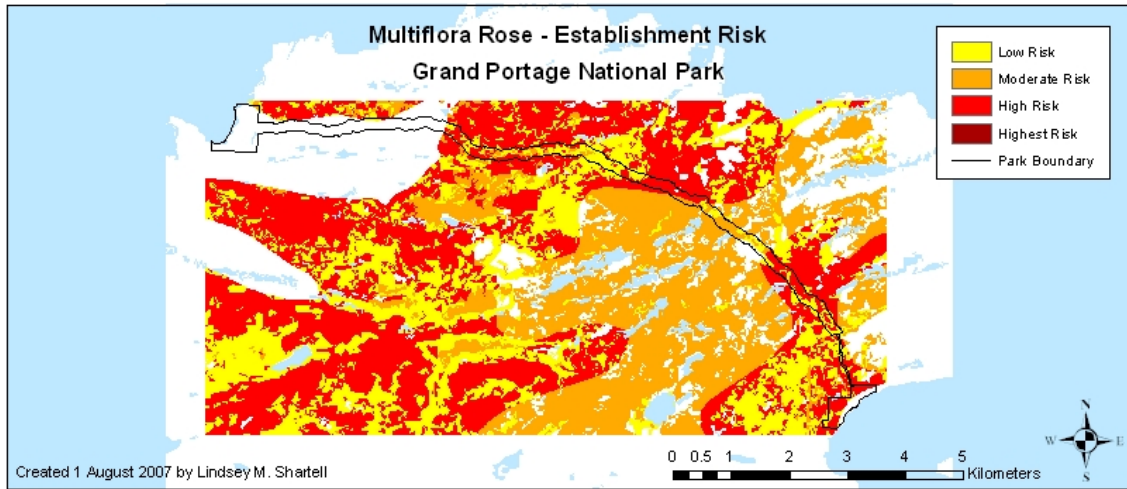 Multiflora Rose - Establishment Risk
Grand Portage National Park
Low Risk
Moderate Risk
High Risk
Highest Risk
Park Boundary
Created 1 August 2007 by Lindsey M. Shartell
0 0.5 1 2 3 4 5
Kilometers
N
W E
S